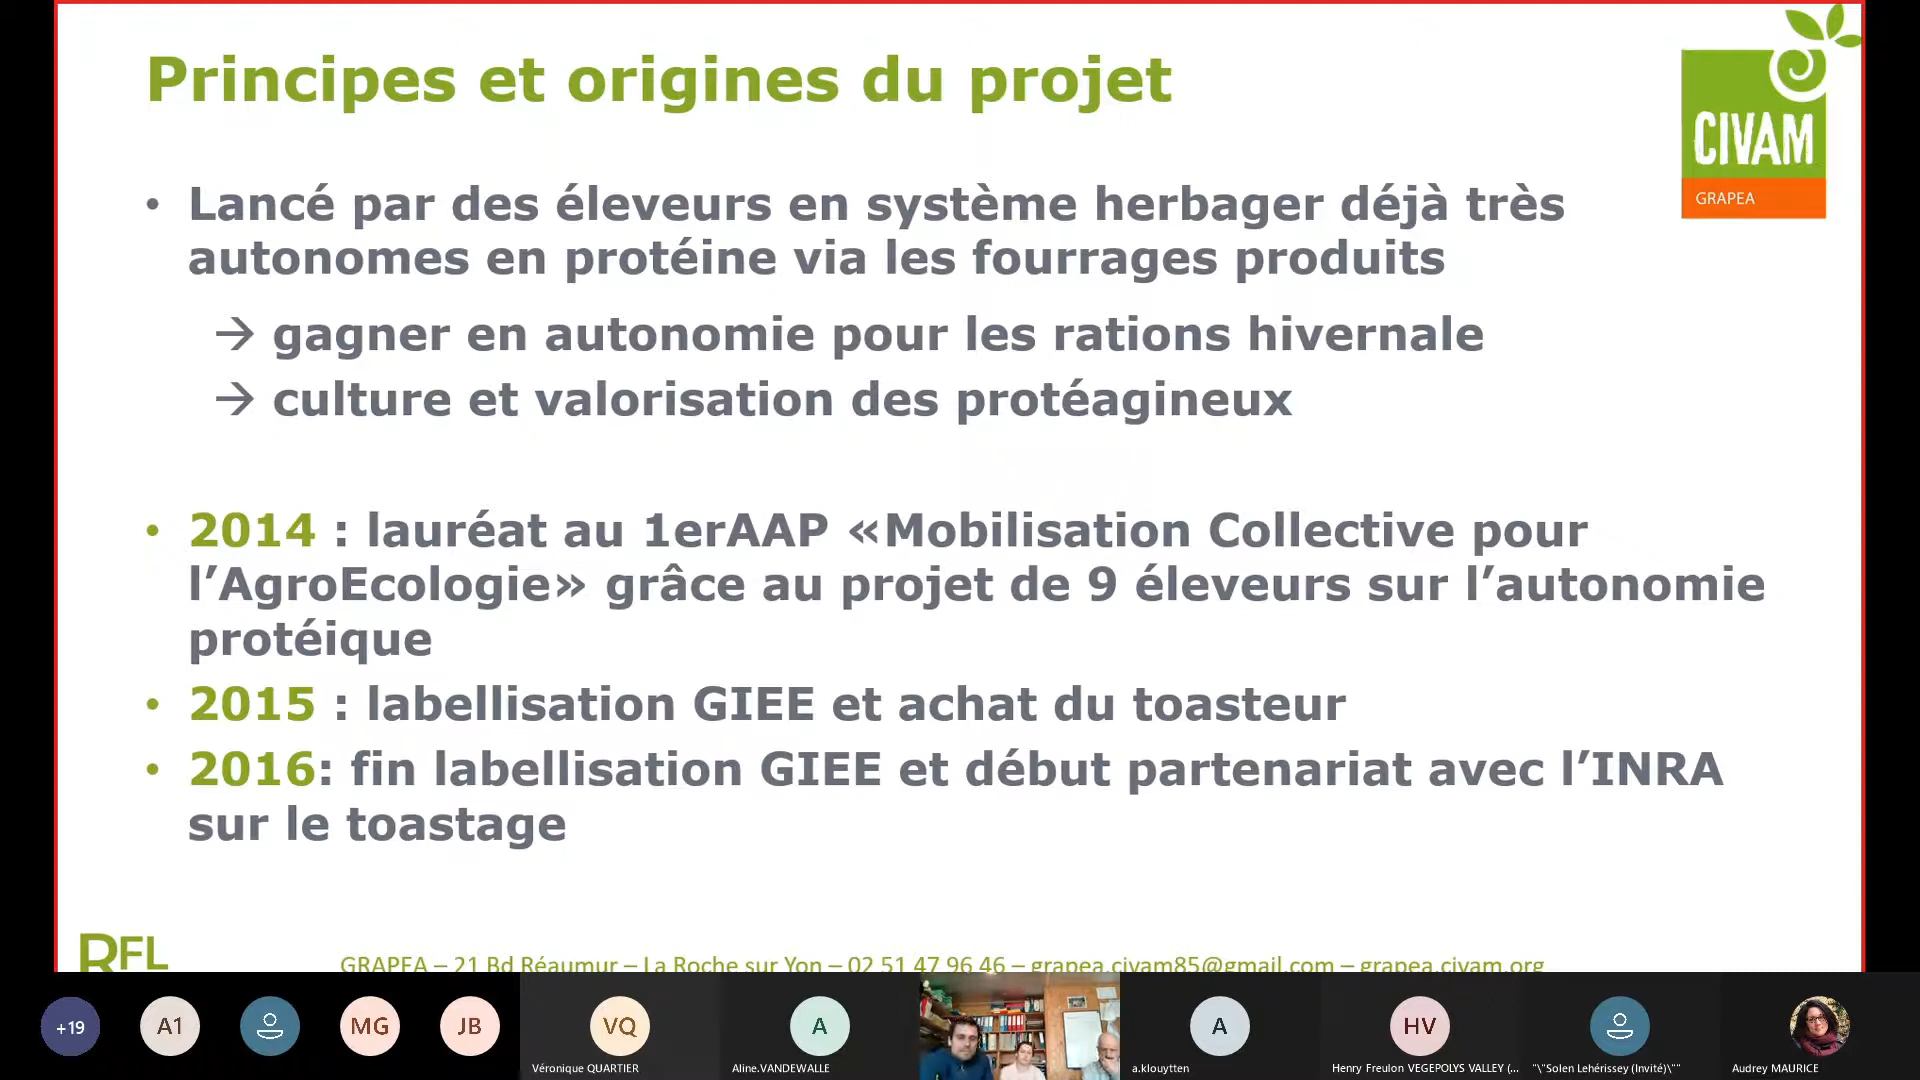 Principes et origines du projet
CIVAM
GRAPEA
• Lancé par des éleveurs en système herbager déjà très
autonomes en protéine via les fourrages produits
→ gagner en autonomie pour les rations hivernale
→ culture et valorisation des protéagineux
• 2014 : lauréat au 1erAAP «Mobilisation Collective pour
l’AgroEcologie» grâce au projet de 9 éleveurs sur l’autonomie
protéique
• 2015 : labellisation GIEE et achat du toasteur
• 2016: fin labellisation GIEE et début partenariat avec l’INRA
sur le toastage
RFL
GRAPEA – 21 Bd Réaumur – La Roche sur Yon – 02 51 47 96 46 – grapea.civam85@gmail.com – grapea.civam.org
+19
A1
MG
JB
VQ
Véronique QUARTIER
A
Aline.VANDEWALLE
A
a.klouytten
HV
Henry Freulon VEGEPOLYS VALLEY (...
"\"Solen Lehérissey (Invité)\""
Audrey MAURICE